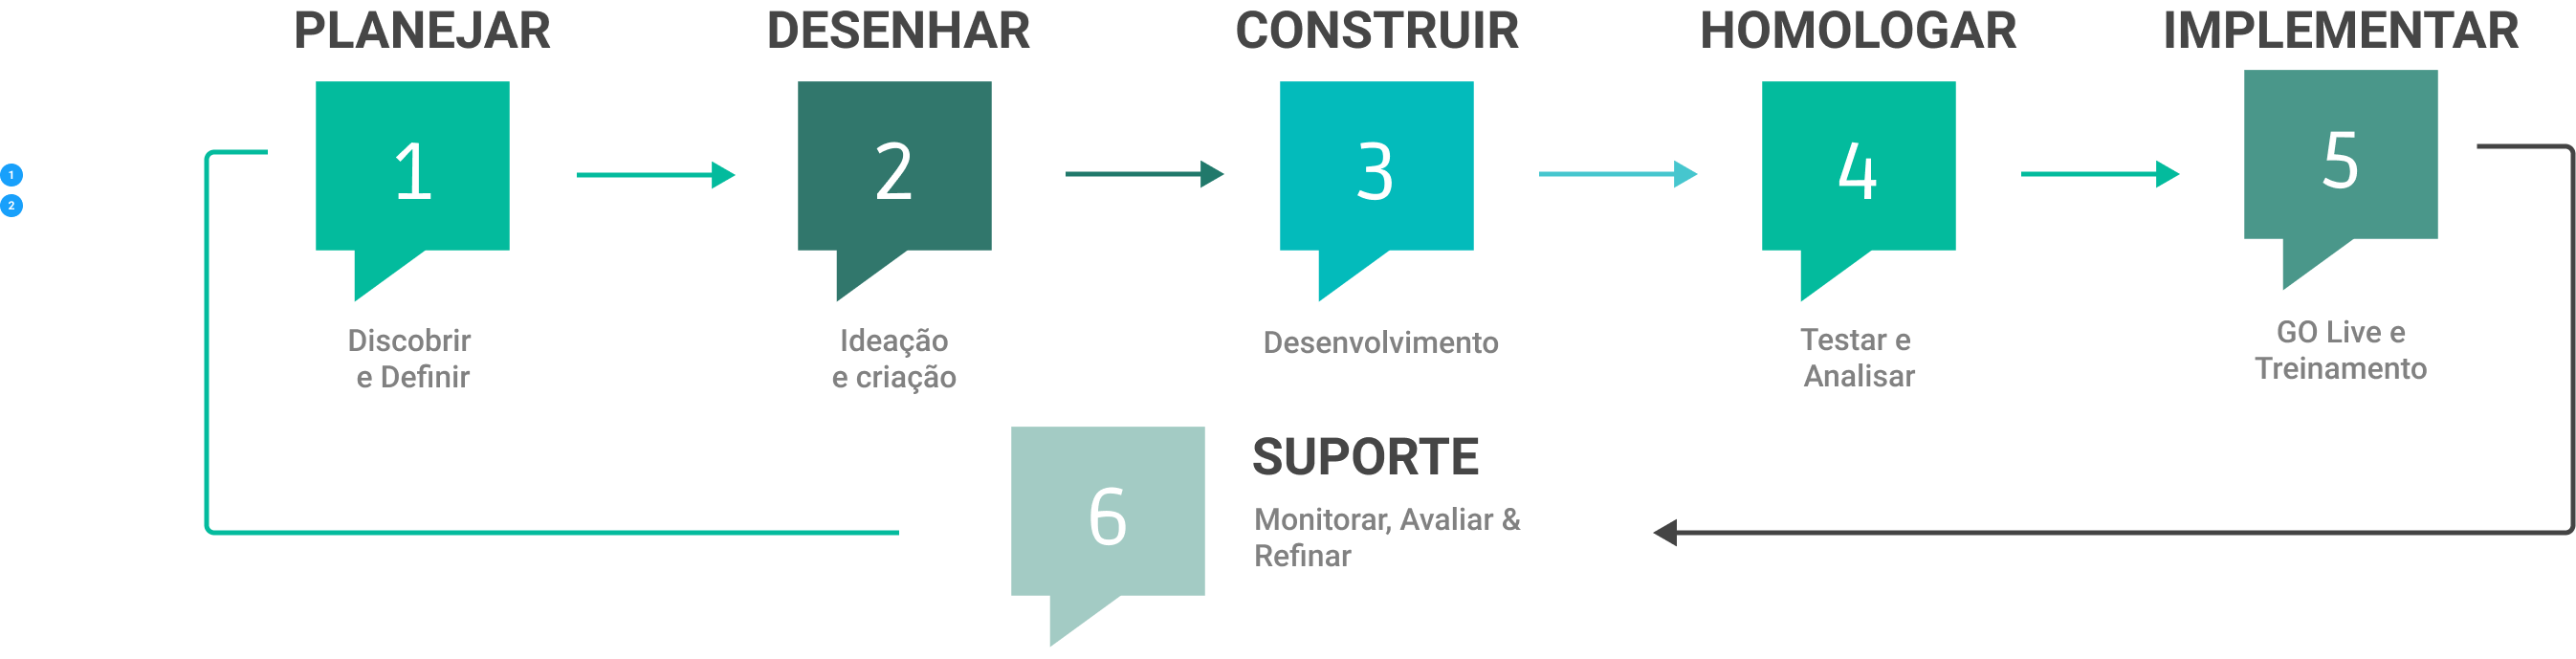 PLANEJAR
DESENHAR
CONSTRUIR
HOMOLOGAR
IMPLEMENTAR
1
2
3
4
5
1
2
Discobrir
e Definir
Ideação
e criação
Desenvolvimento
Testar e
Analisar
GO Live e
Treinamento
6
SUPORTE
Monitorar, Avaliar &
Refinar